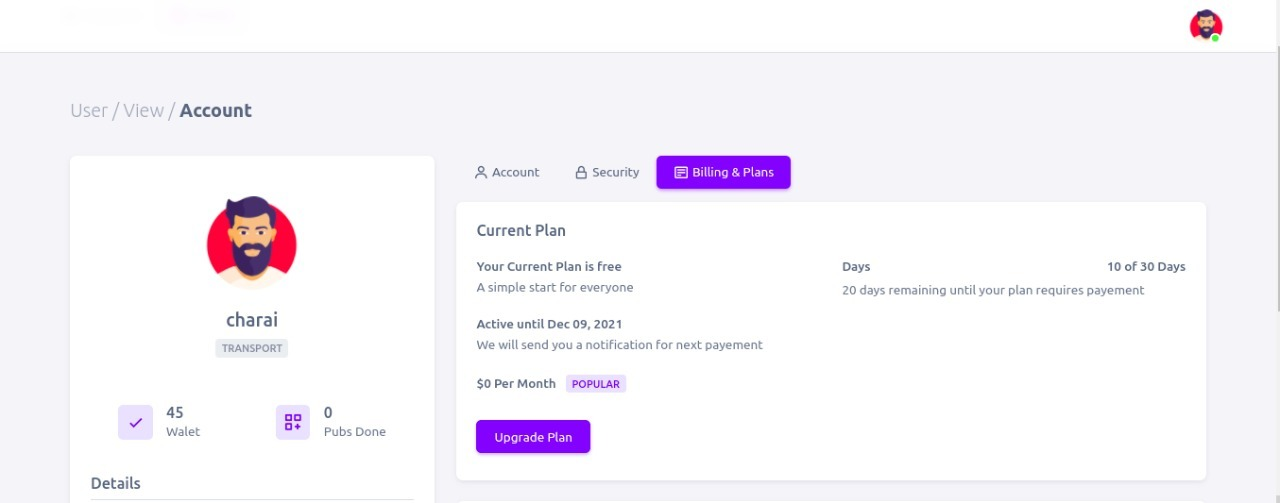 User / View / Account
Account
Security
Billing & Plans
charai
TRANSPORT
45
Walet
0
Pubs Done
Details
Current Plan
Your Current Plan is free
A simple start for everyone
Active until Dec 09, 2021
We will send you a notification for next payement
$0 Per Month POPULAR
Upgrade Plan
Days 10 of 30 Days
20 days remaining until your plan requires payement